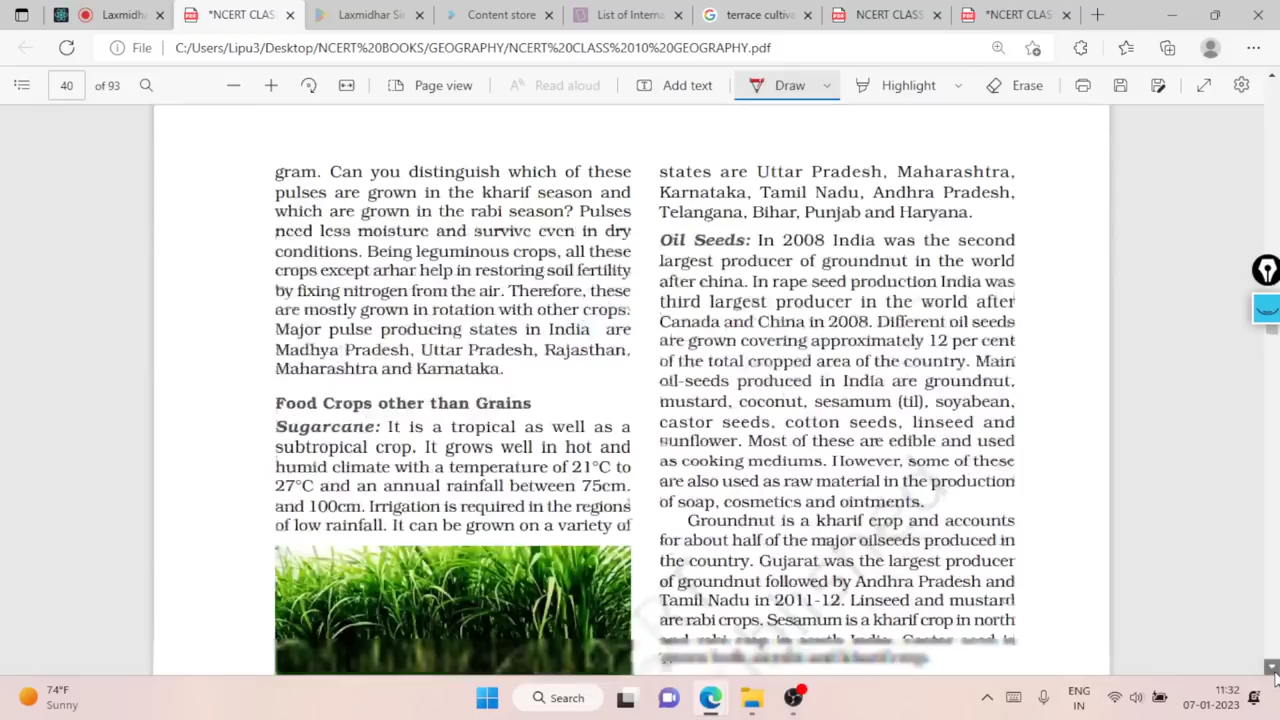 Laxmidh
*NCERT CLAS
Laxmidhar Sir
Content store
List of Interna
terrace cultiva
NCERT CLASS
*NCERT CLAS
File
C:/Users/Lipu3/Desktop/NCERT%20BOOKS/GEOGRAPHY/NCERT%20CLASS%2010%20GEOGRAPHY.pdf
40 of 93
Page view
Read aloud
Add text
Draw
Highlight
Erase
gram. Can you distinguish which of these
pulses are grown in the kharif season and
which are grown in the rabi season? Pulses
need less moisture and survive even in dry
conditions. Being leguminous crops, all these
crops except arhar help in restoring soil fertility
by fixing nitrogen from the air. Therefore, these
are mostly grown in rotation with other crops.
Major pulse producing states in India are
Madhya Pradesh, Uttar Pradesh, Rajasthan,
Maharashtra and Karnataka.
Food Crops other than Grains
Sugarcane: It is a tropical as well as a
subtropical crop. It grows well in hot and
humid climate with a temperature of 21°C to
27°C and an annual rainfall between 75cm.
and 100cm. Irrigation is required in the regions
of low rainfall. It can be grown on a variety of
states are Uttar Pradesh, Maharashtra,
Karnataka, Tamil Nadu, Andhra Pradesh,
Telangana, Bihar, Punjab and Haryana.
Oil Seeds: In 2008 India was the second
largest producer of groundnut in the world
after china. In rape seed production India was
third largest producer in the world after
Canada and China in 2008. Different oil seeds
are grown covering approximately 12 per cent
of the total cropped area of the country. Main
oil-seeds produced in India are groundnut,
mustard, coconut, sesamum (til), soyabean,
castor seeds, cotton seeds, linseed and
sunflower. Most of these are edible and used
as cooking mediums. However, some of these
are also used as raw material in the production
of soap, cosmetics and ointments.
Groundnut is a kharif crop and accounts
for about half of the major oilseeds produced in
the country. Gujarat was the largest producer
of groundnut followed by Andhra Pradesh and
Tamil Nadu in 2011-12. Linseed and mustard
are rabi crops. Sesamum is a kharif crop in north
and rabi crop in south India. Castor seed is
74°F
Sunny
Search
ENG
IN
11:32
07-01-2023